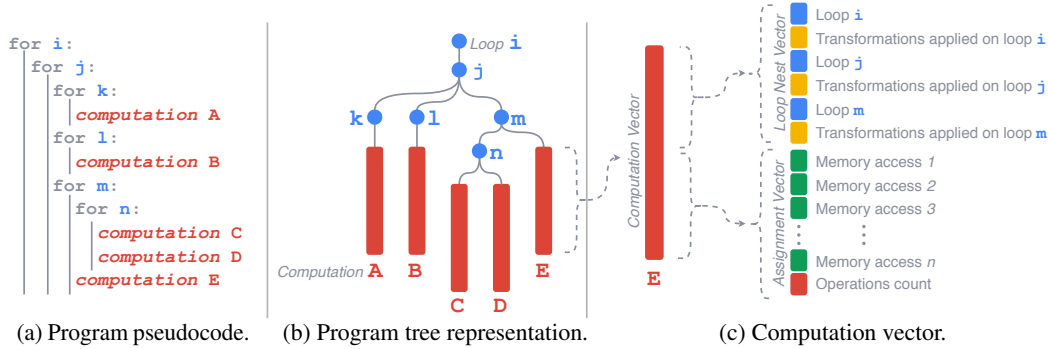 for i:
for j:
for k:
computation A
for l:
computation B
for m:
for n:
computation C
computation D
computation E
(a) Program pseudocode.
Loop i
j
k
l
m
n
Computation
A
B
C
D
E
(b) Program tree representation.
Computation Vector
E
Loop Nest Vector
Loop i
Transformations applied on loop i
Loop j
Transformations applied on loop j
Loop m
Transformations applied on loop m
Assignment Vector
Memory access 1
Memory access 2
Memory access 3
Memory access n
Operations count
(c) Computation vector.